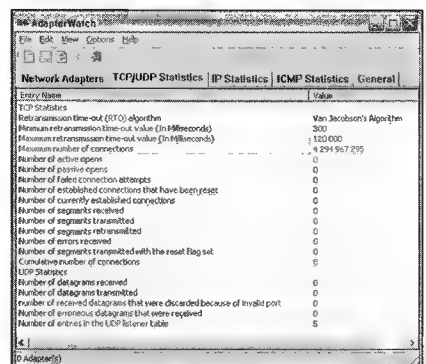 AdapterWatch
File Edit View Options Help
Network Adapters TCP/UDP Statistics IP Statistics ICMP Statistics General
Entry Name Value
TCP Statistics
Retransmission time-out (RTO) algorithm Van Jacobson's Algorithm
Minimum retransmission time-out value (In Milliseconds) 300
Maximum retransmission time-out value (In Milliseconds) 120 000
Maximum number of connections 4 294 967 295
Number of active opens 0
Number of passive opens 0
Number of failed connection attempts 0
Number of established connections that have been reset 0
Number of currently established connections 0
Number of segments received 0
Number of segments transmitted 0
Number of segments retransmitted 0
Number of errors received 0
Number of segments transmitted with the reset flag set 0
Cumulative number of connections 0
UDP Statistics
Number of datagrams received 0
Number of datagrams transmitted 0
number of received datagrams that were discarded because of invalid port 0
Number of erroneous datagrams that were received 0
Number of entries in the UDP listener table 5
0 Adapter(s)